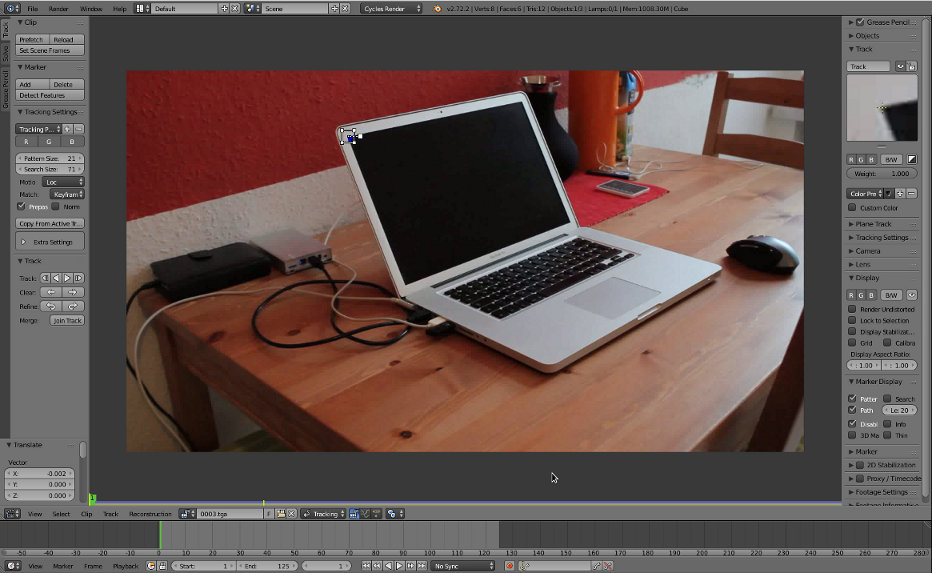 File Render Window Help Default Scene Cycles Render v2.72.2 | Verts:8 | Faces:6 | Tris:12 | Objects:1/3 | Lamps:0/1 | Mem:1008.30M | Cube
Track
Solve
Grease Pencil
Clip
Prefetch Reload
Set Scene Frames
Marker
Add Delete
Detect Features
Tracking Settings
Tracking P...
R G B
Pattern Size: 21
Search Size: 71
Motio Loc
Match: Keyfram
Prepos Norm
Copy From Active Tr...
Extra Settings
Track
Track:
Clear:
Refine:
Merge: Join Track
Translate
Vector
X: -0.002
Y: 0.000
Z: 0.000
Grease Pencil...
Objects
Track
Track
R G B B/W
Weight: 1.000
Color Pre
Custom Color
Plane Track
Tracking Settings...
Camera
Lens
Display
R G B B/W
Render Undistorted
Lock to Selection
Display Stabilizat...
Grid Calibra
Display Aspect Ratio:
: 1.00 : 1.00
Marker Display
Patter Search
Path Le: 20
Disabl Info
3D Ma Thin
Marker
2D Stabilization
Proxy / Timecode
Footage Settings
Footage Informatio
1
View Select Clip Track Reconstruction 0003.tga F Tracking
-50 -40 -30 -20 -10 0 10 20 30 40 50 60 70 80 90 100 110 120 130 140 150 160 170 180 190 200 210 220 230 240 250 260 270 280
View Marker Frame Playback Start: 1 End: 125 1 No Sync